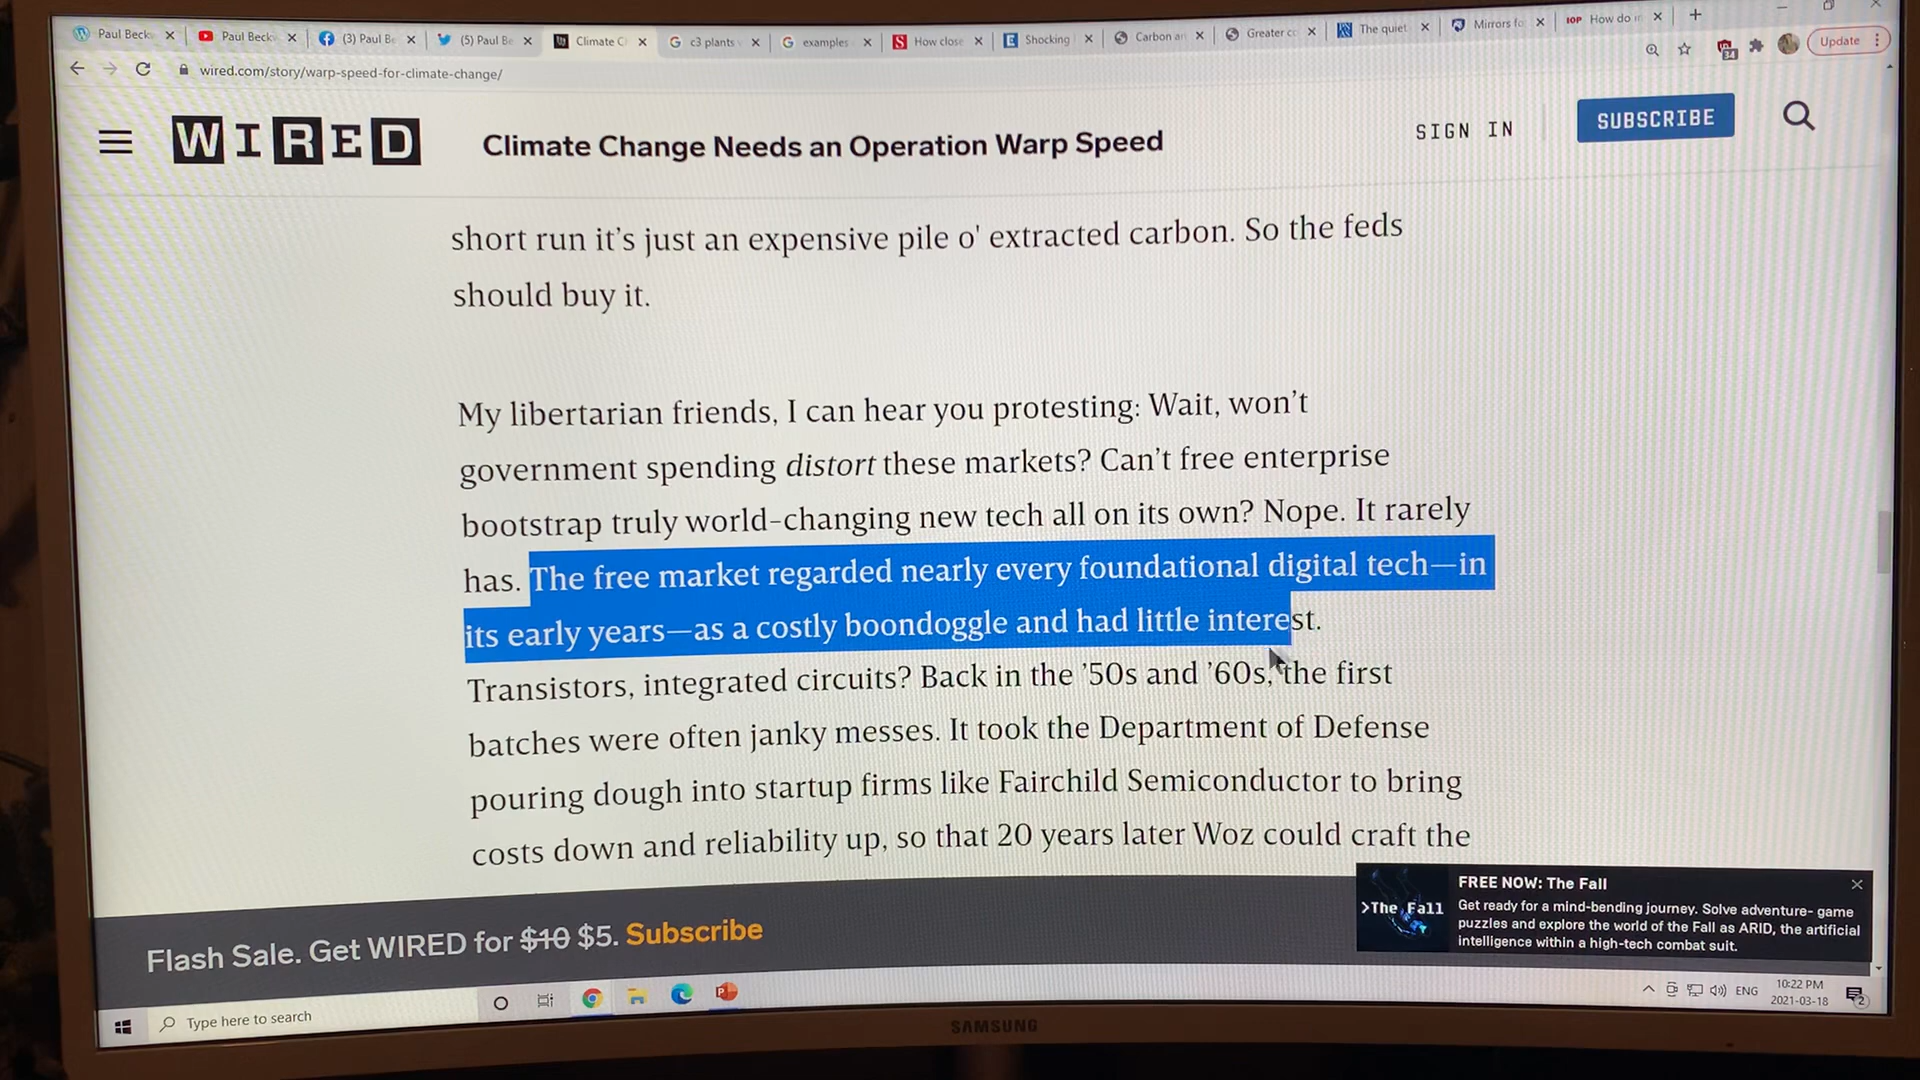 Paul Beck
Paul Beck
(3) Paul Be
(5) Paul Be
Climate C
c3 plants
examples
How close
Shocking
Carbon an
Greater co
The quiet
Mirrors fo
IOP How do i
wired.com/story/warp-speed-for-climate-change/
34
Update
WIRED
Climate Change Needs an Operation Warp Speed
SIGN IN
SUBSCRIBE
short run it's just an expensive pile o' extracted carbon. So the feds
should buy it.
My libertarian friends, I can hear you protesting: Wait, won't
government spending distort these markets? Can't free enterprise
bootstrap truly world-changing new tech all on its own? Nope. It rarely
has. The free market regarded nearly every foundational digital tech—in
its early years—as a costly boondoggle and had little interest.
Transistors, integrated circuits? Back in the '50s and '60s, the first
batches were often janky messes. It took the Department of Defense
pouring dough into startup firms like Fairchild Semiconductor to bring
costs down and reliability up, so that 20 years later Woz could craft the
Flash Sale. Get WIRED for $10 $5. Subscribe
>The Fall
FREE NOW: The Fall
Get ready for a mind-bending journey. Solve adventure- game
puzzles and explore the world of the Fall as ARID, the artificial
intelligence within a high-tech combat suit.
Type here to search
ENG
10:22 PM
2021-03-18
2
SAMSUNG